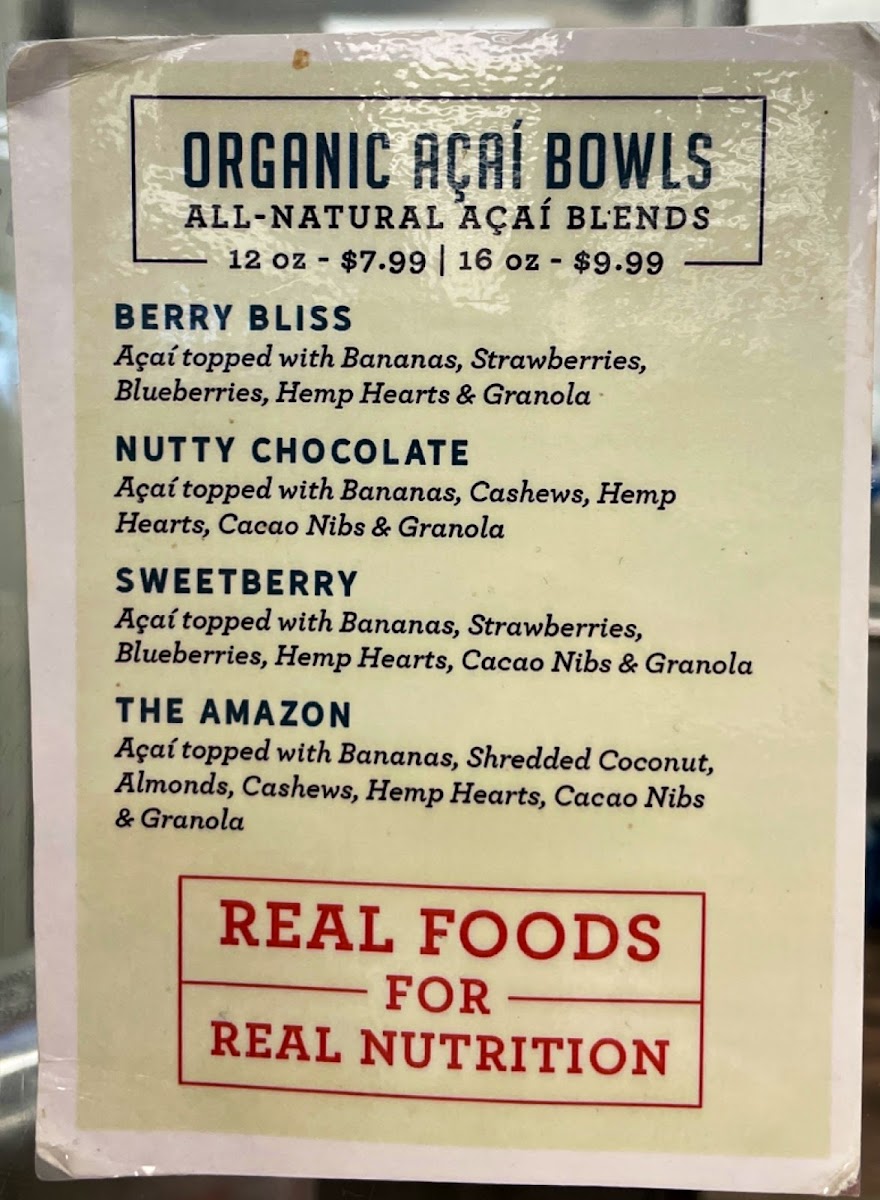 ORGANIC AÇAÍ BOWLS
ALL-NATURAL AÇAÍ BLENDS
12 oz - $7.99 | 16 oz - $9.99
BERRY BLISS
Açaí topped with Bananas, Strawberries,
Blueberries, Hemp Hearts & Granola
NUTTY CHOCOLATE
Açaí topped with Bananas, Cashews, Hemp
Hearts, Cacao Nibs & Granola
SWEETBERRY
Açaí topped with Bananas, Strawberries,
Blueberries, Hemp Hearts, Cacao Nibs & Granola
THE AMAZON
Açaí topped with Bananas, Shredded Coconut,
Almonds, Cashews, Hemp Hearts, Cacao Nibs
& Granola
REAL FOODS
FOR
REAL NUTRITION